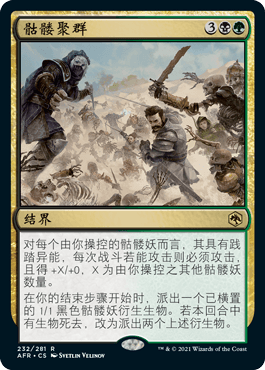 骷髅聚群 3
结界
对每个由你操控的骷髅妖而言,其具有践
踏异能,每次战斗若能攻击则必须攻击,
且得 +X/+0,X 为由你操控之其他骷髅妖
数量。
在你的结束步骤开始时,派出一个已横置
的 1/1 黑色骷髅妖衍生生物。若本回合中
有生物死去,改为派出两个上述衍生物。
232/281 R
AFR • CS SVETLIN VELINOV
™ & © 2021 Wizards of the Coast